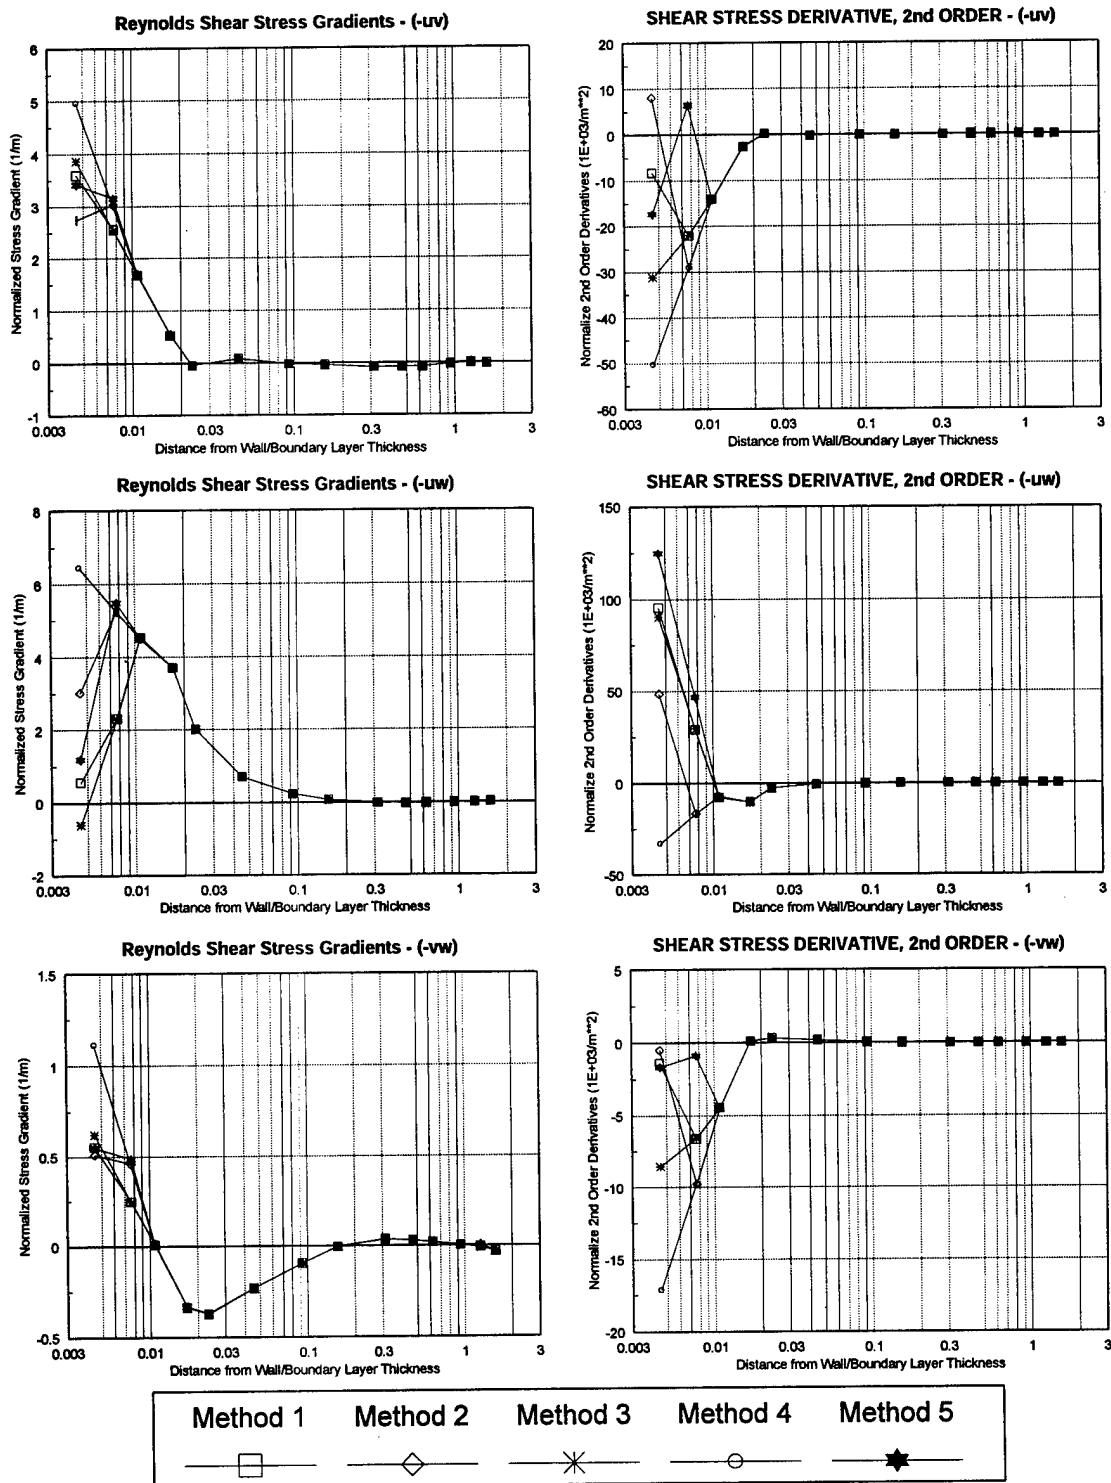 Reynolds Shear Stress Gradients - (-uv)
Normalized Stress Gradient (1/m)
6
5
4
3
2
1
0
-1
0.003 0.01 0.03 0.1 0.3 1 3
Distance from Wall/Boundary Layer Thickness
SHEAR STRESS DERIVATIVE, 2nd ORDER - (-uv)
Normalize 2nd Order Derivatives (1E+03/m**2)
20
10
0
-10
-20
-30
-40
-50
-60
0.003 0.01 0.03 0.1 0.3 1 3
Distance from Wall/Boundary Layer Thickness
Reynolds Shear Stress Gradients - (-uw)
Normalized Stress Gradient (1/m)
8
6
4
2
0
-2
0.003 0.01 0.03 0.1 0.3 1 3
Distance from Wall/Boundary Layer Thickness
SHEAR STRESS DERIVATIVE, 2nd ORDER - (-uw)
Normalize 2nd Order Derivatives (1E+03/m**2)
150
100
50
0
-50
0.003 0.01 0.03 0.1 0.3 1 3
Distance from Wall/Boundary Layer Thickness
Reynolds Shear Stress Gradients - (-vw)
Normalized Stress Gradient (1/m)
1.5
1
0.5
0
-0.5
0.003 0.01 0.03 0.1 0.3 1 3
Distance from Wall/Boundary Layer Thickness
SHEAR STRESS DERIVATIVE, 2nd ORDER - (-vw)
Normalize 2nd Order Derivatives (1E+03/m**2)
5
0
-5
-10
-15
-20
0.003 0.01 0.03 0.1 0.3 1 3
Distance from Wall/Boundary Layer Thickness
Method 1 Method 2 Method 3 Method 4 Method 5